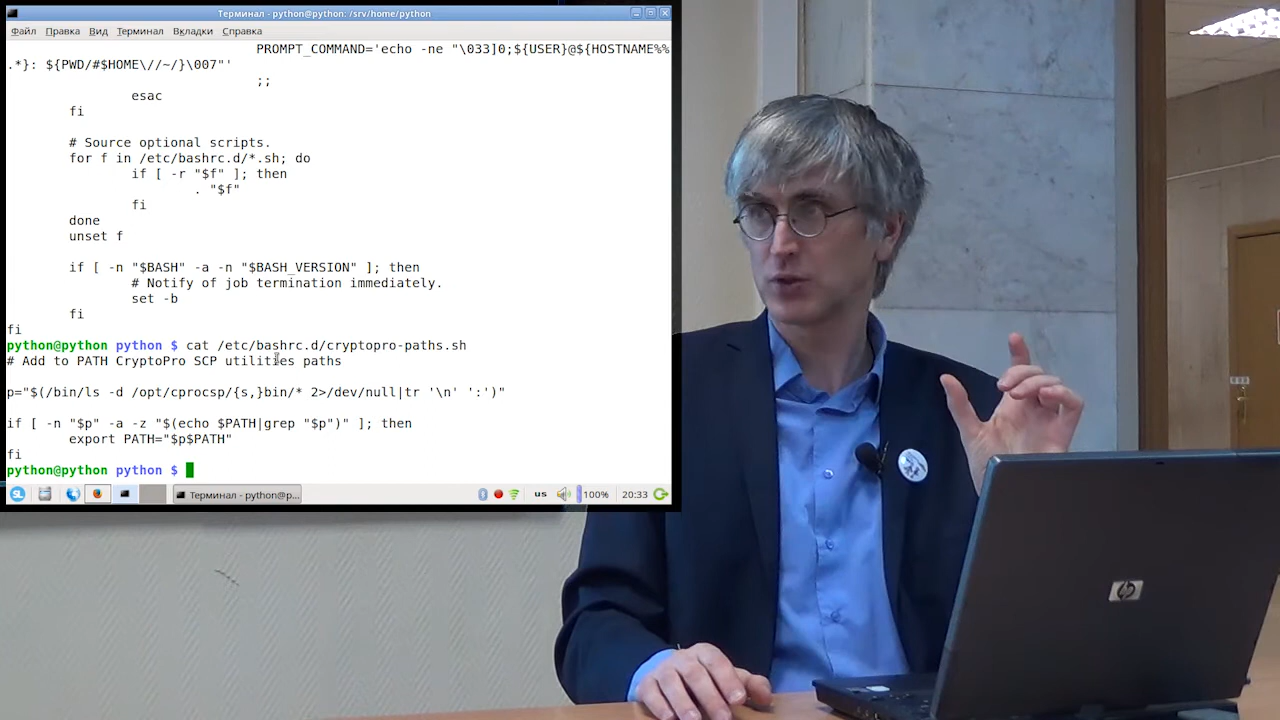 Терминал - python@python: /srv/home/python
Файл Правка Вид Терминал Вкладки Справка
PROMPT_COMMAND='echo -ne "\033]0;${USER}@${HOSTNAME%%
.*}: ${PWD/#$HOME\//~/}\007"'
;;
esac
fi
# Source optional scripts.
for f in /etc/bashrc.d/*.sh; do
if [ -r "$f" ]; then
. "$f"
fi
done
unset f
if [ -n "$BASH" -a -n "$BASH_VERSION" ]; then
# Notify of job termination immediately.
set -b
fi
fi
python@python python $ cat /etc/bashrc.d/cryptopro-paths.sh
# Add to PATH CryptoPro SCP utilities paths
p="$(/bin/ls -d /opt/cprocsp/{s,}bin/* 2>/dev/null|tr '\n' ':')"
if [ -n "$p" -a -z "$(echo $PATH|grep "$p")" ]; then
export PATH="$p$PATH"
fi
python@python python $
Терминал - python@p... us 100% 20:33
hp